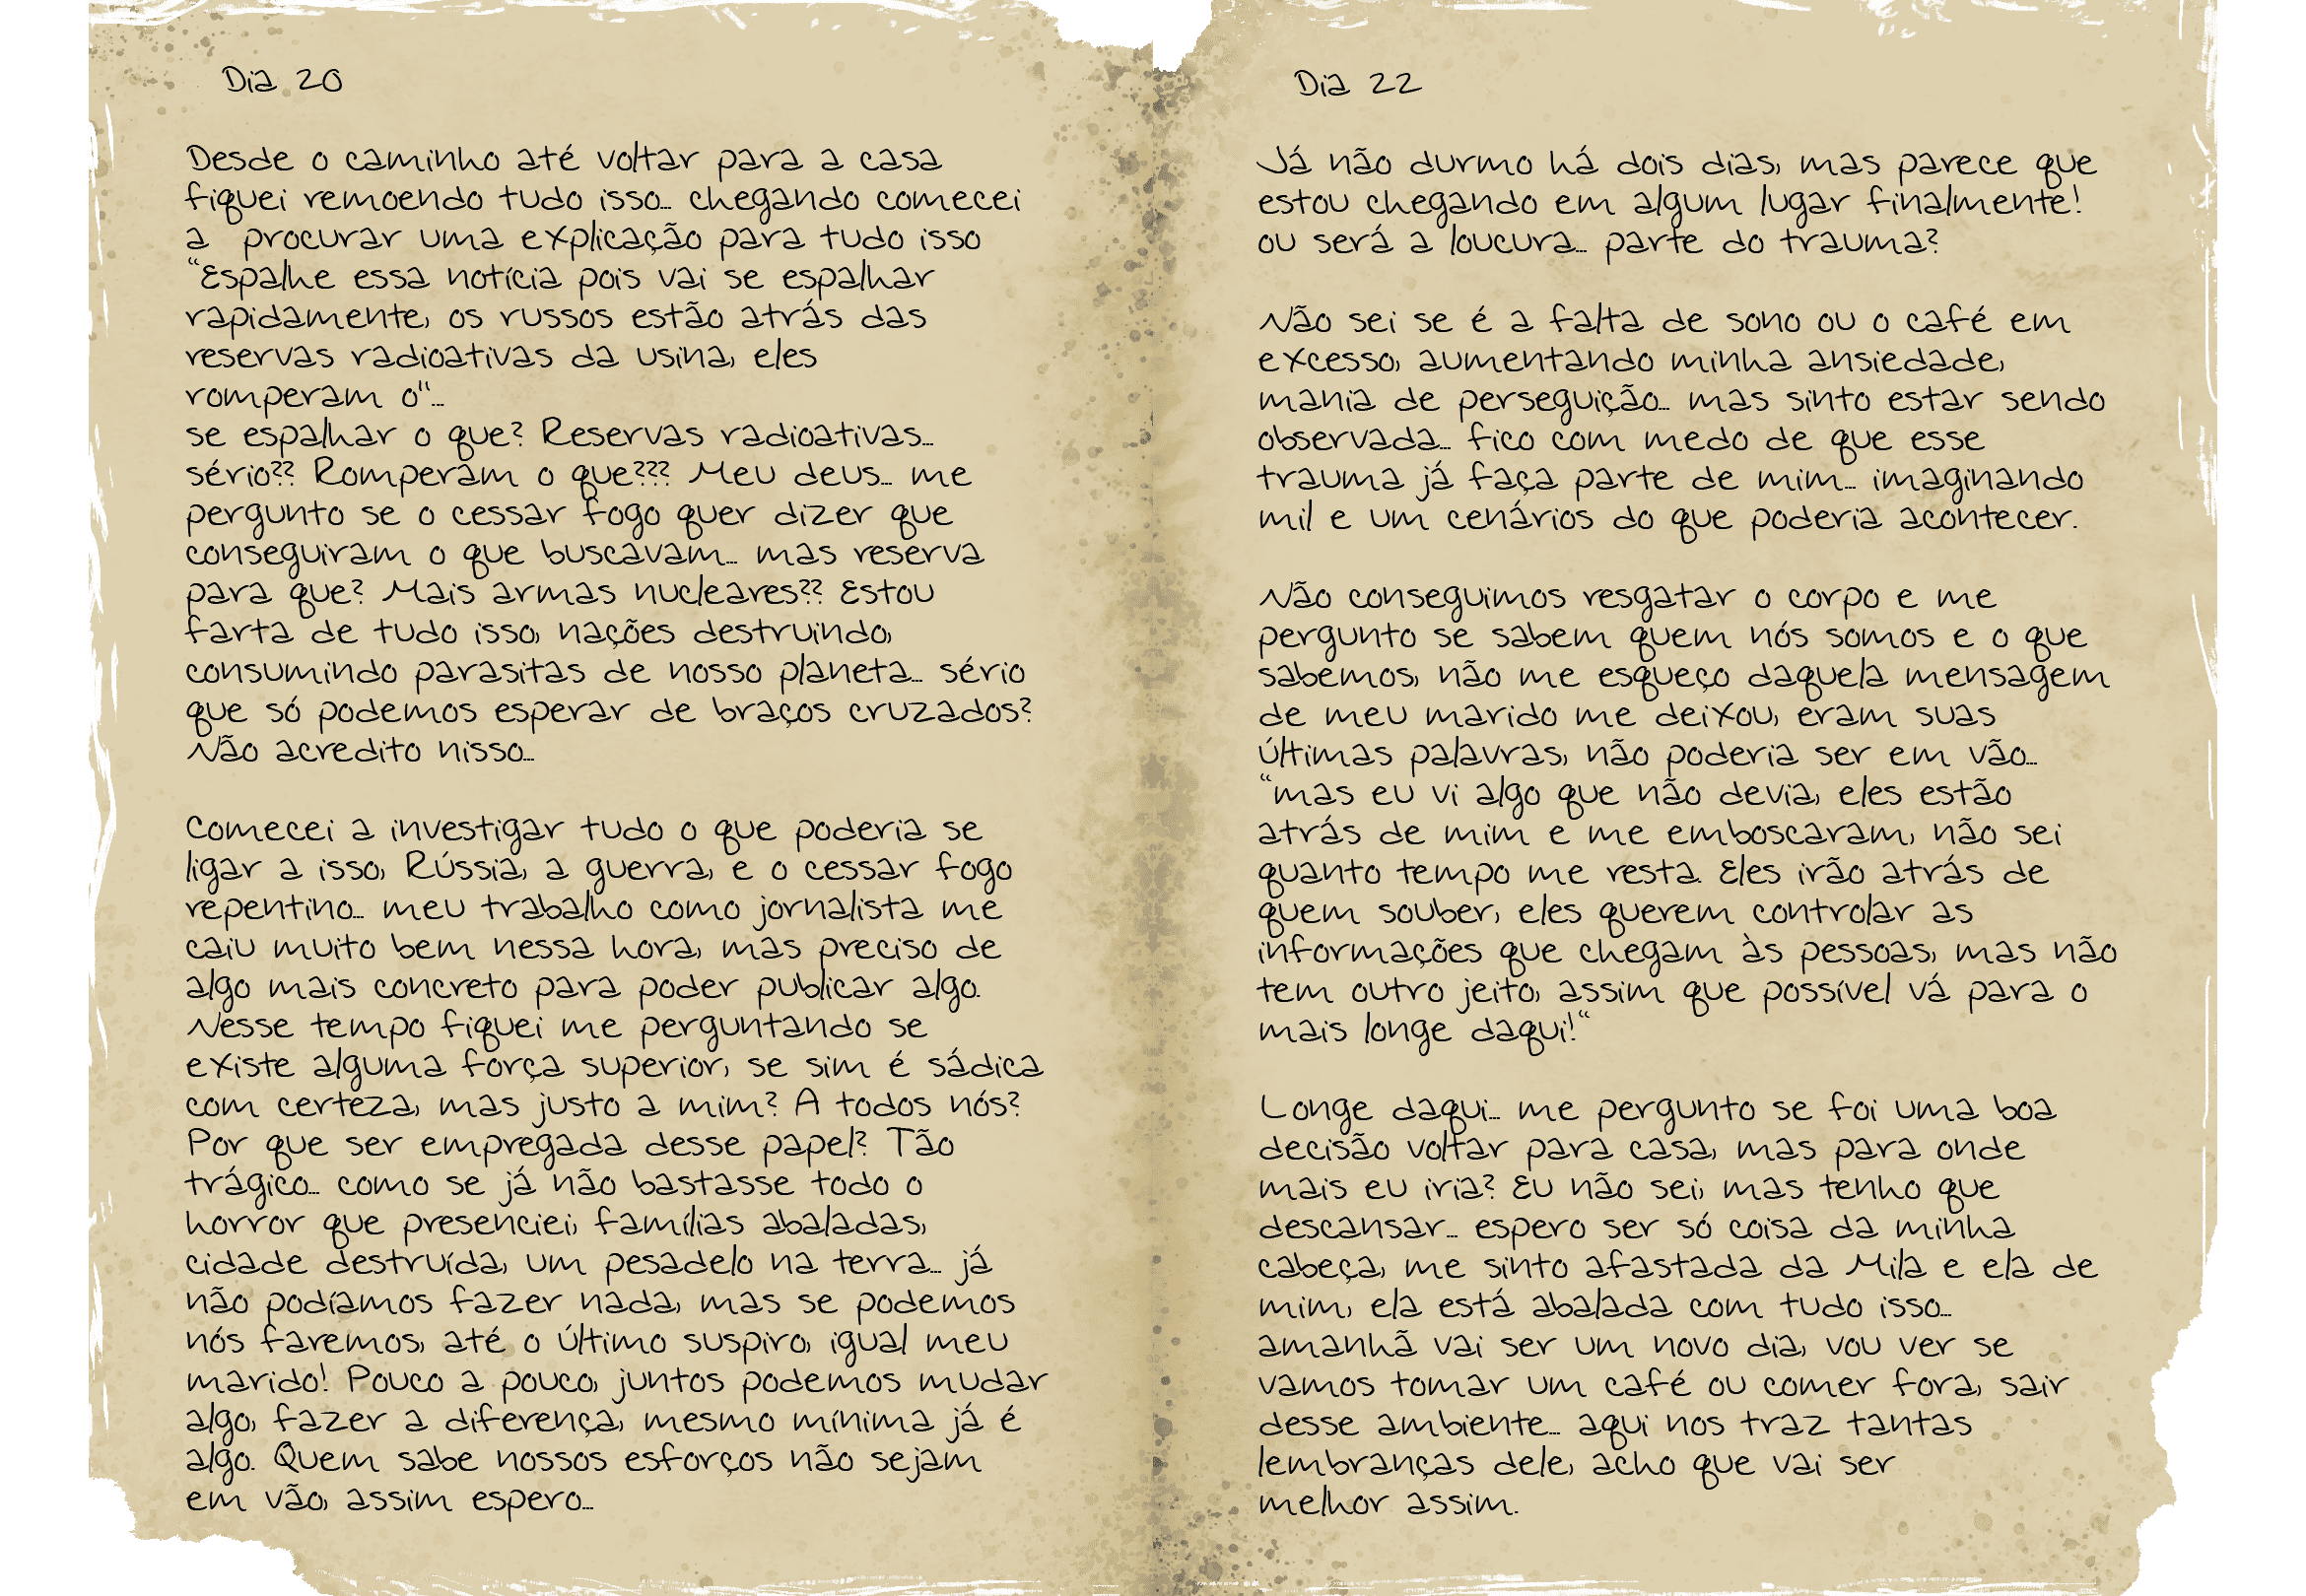 Dia 20
Desde o caminho até voltar para a casa
fiquei remoendo tudo isso... chegando comecei
a procurar uma explicação para tudo isso
"Espalhe essa notícia pois vai se espalhar
rapidamente, os russos estão atrás das
reservas radioativas da usina, eles
romperam o"...
se espalhar o que? Reservas radioativas...
sério?? Romperam o que??? Meu deus... me
pergunto se o cessar fogo quer dizer que
conseguiram o que buscavam... mas reserva
para que? Mais armas nucleares?? Estou
farta de tudo isso, nações destruindo,
consumindo parasitas de nosso planeta... sério
que só podemos esperar de braços cruzados?
Não acredito nisso...
Comecei a investigar tudo o que poderia se
ligar a isso, Rússia, a guerra, e o cessar fogo
repentino... meu trabalho como jornalista me
caiu muito bem nessa hora, mas preciso de
algo mais concreto para poder publicar algo.
Nesse tempo fiquei me perguntando se
existe alguma força superior, se sim é sádica
com certeza, mas justo a mim? A todos nós?
Por que ser empregada desse papel? Tão
trágico... como se já não bastasse todo o
horror que presenciei, famílias abaladas,
cidade destruída, um pesadelo na terra... já
não podíamos fazer nada, mas se podemos
nós faremos, até o último suspiro, igual meu
marido! Pouco a pouco, juntos podemos mudar
algo, fazer a diferença, mesmo mínima já é
algo. Quem sabe nossos esforços não sejam
em vão, assim espero...
Dia 22
Já não durmo há dois dias, mas parece que
estou chegando em algum lugar finalmente!
ou será a loucura... parte do trauma?
Não sei se é a falta de sono ou o café em
excesso, aumentando minha ansiedade,
mania de perseguição... mas sinto estar sendo
observada... fico com medo de que esse
trauma já faça parte de mim... imaginando
mil e um cenários do que poderia acontecer.
Não conseguimos resgatar o corpo e me
pergunto se sabem quem nós somos e o que
sabemos, não me esqueço daquela mensagem
de meu marido me deixou, eram suas
últimas palavras, não poderia ser em vão...
"mas eu vi algo que não devia, eles estão
atrás de mim e me emboscaram, não sei
quanto tempo me resta. Eles irão atrás de
quem souber, eles querem controlar as
informações que chegam às pessoas, mas não
tem outro jeito, assim que possível vá para o
mais longe daqui!"
Longe daqui... me pergunto se foi uma boa
decisão voltar para casa, mas para onde
mais eu iria? Eu não sei, mas tenho que
descansar... espero ser só coisa da minha
cabeça, me sinto afastada da Mila e ela de
mim, ela está abalada com tudo isso...
amanhã vai ser um novo dia, vou ver se
vamos tomar um café ou comer fora, sair
desse ambiente... aqui nos traz tantas
lembranças dele, acho que vai ser
melhor assim.